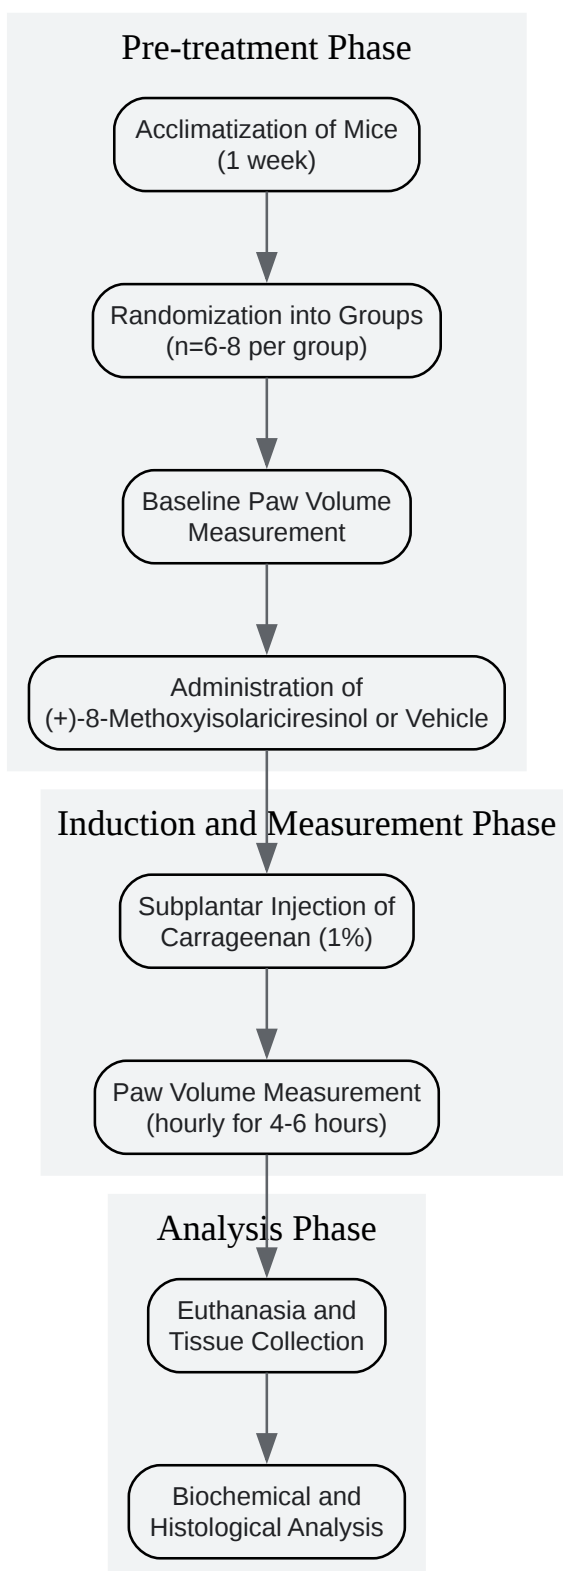 Pre-treatment Phase
Acclimatization of Mice
(1 week)
Randomization into Groups
(n=6-8 per group)
Baseline Paw Volume
Measurement
Administration of
(+)-8-Methoxyisolariciresinol or Vehicle
Induction and Measurement Phase
Subplantar Injection of
Carrageenan (1%)
Paw Volume Measurement
(hourly for 4-6 hours)
Analysis Phase
Euthanasia and
Tissue Collection
Biochemical and
Histological Analysis